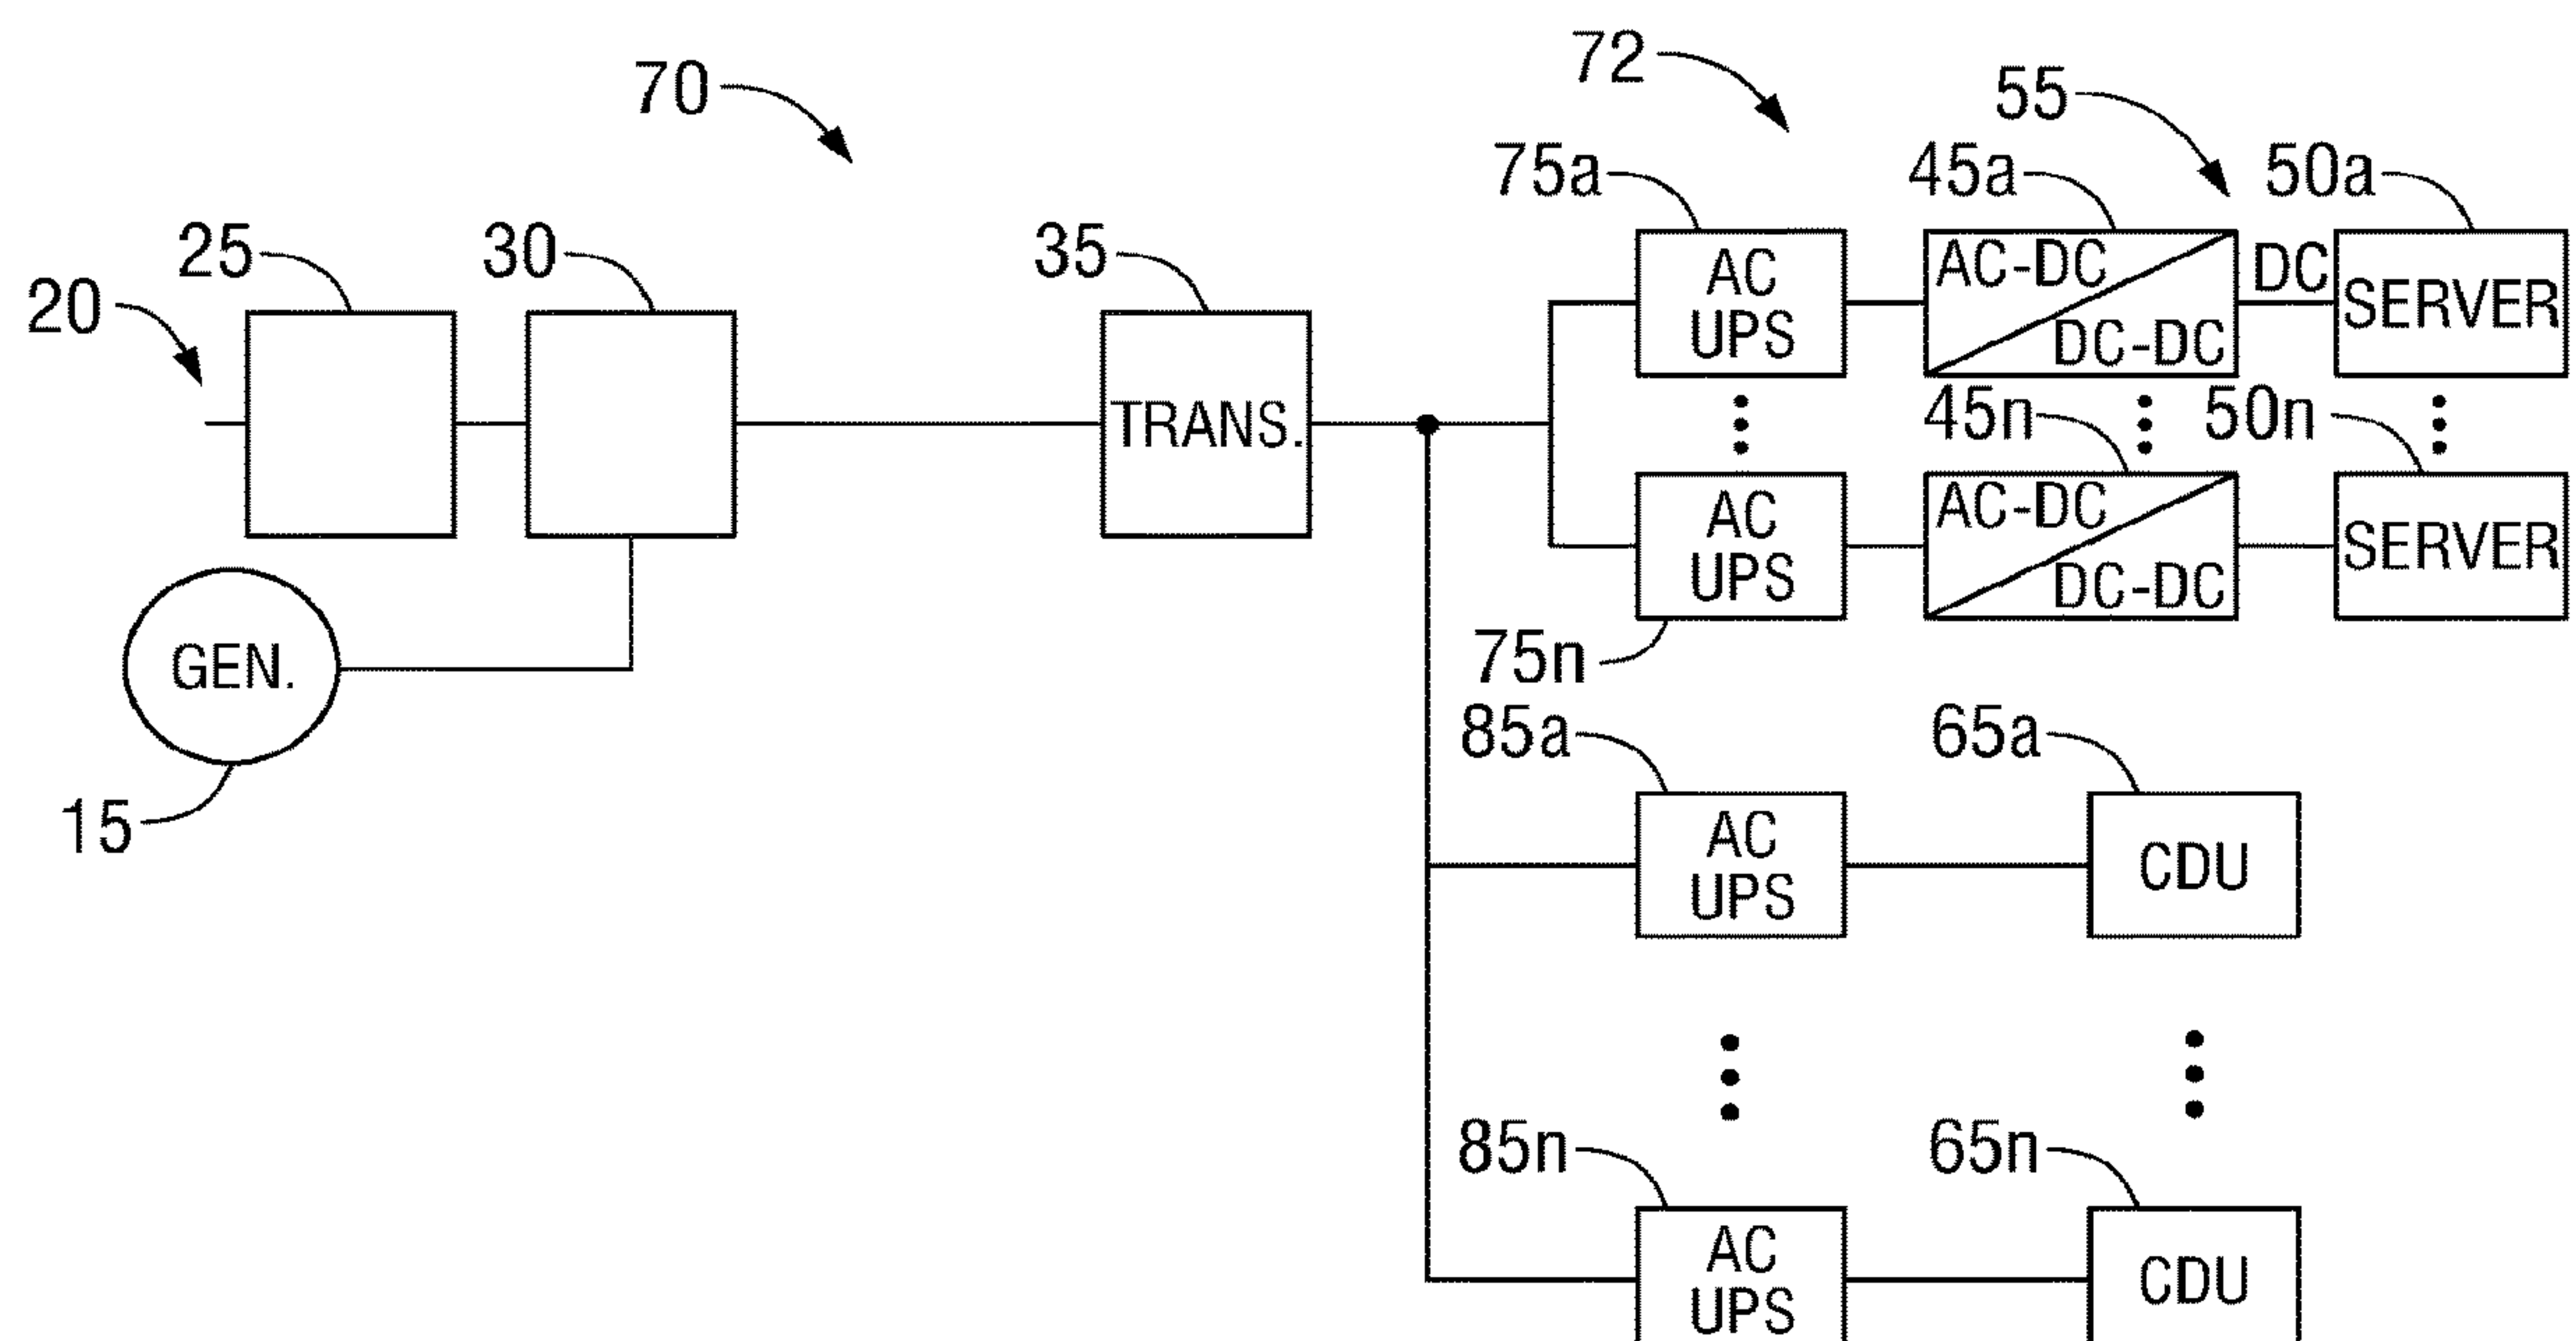 72
70
55
75a
45a
50a
25
30
35
20
AC
UPS
AC-DC
DC-DC
DC
SERVER
TRANS.
45n
50n
AC
UPS
AC-DC
DC-DC
SERVER
GEN.
75n
85a
65a
15
AC
UPS
CDU
85n
65n
AC
UPS
CDU